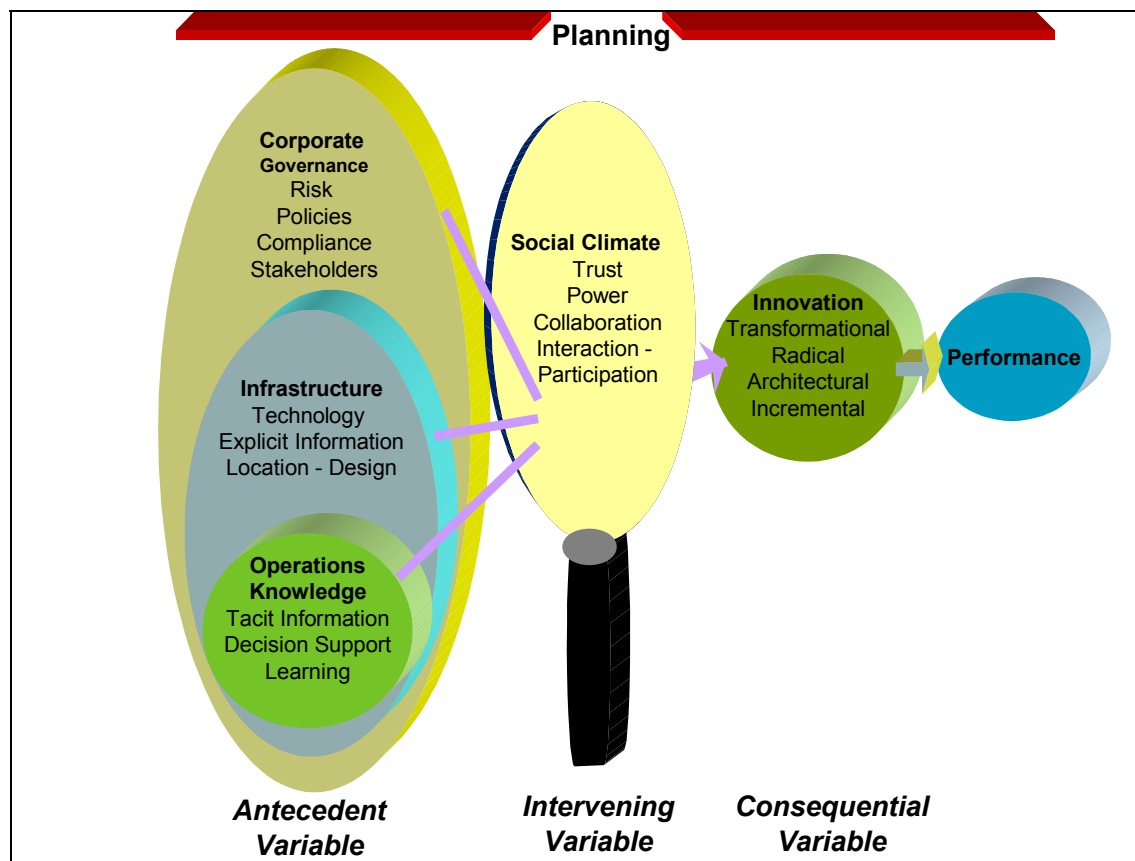 Planning
Corporate
Governance
Risk
Policies
Compliance
Stakeholders
Infrastructure
Technology
Explicit Information
Location - Design
Operations
Knowledge
Tacit Information
Decision Support
Learning
Social Climate
Trust
Power
Collaboration
Interaction -
Participation
Innovation
Transformational
Radical
Architectural
Incremental
Performance
Antecedent
Variable
Intervening
Variable
Consequential
Variable